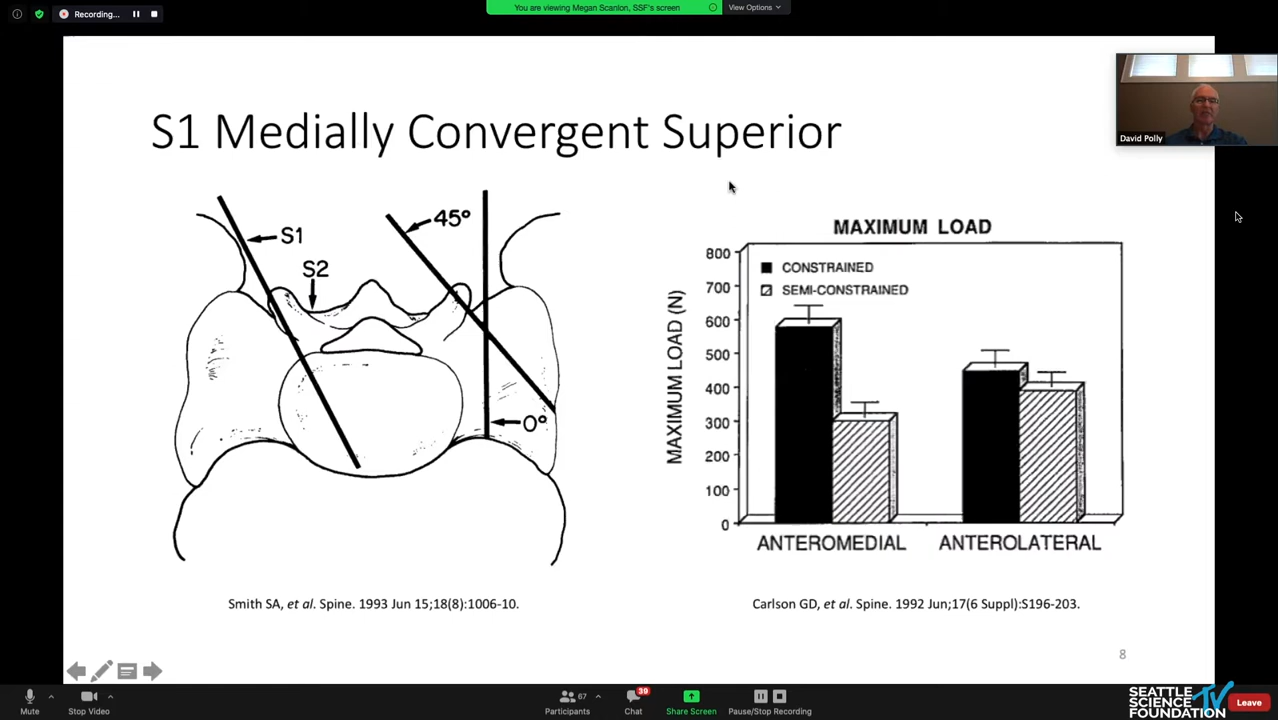 Recording...
You are viewing Megan Scanlon, SSF's screen
View Options
S1 Medially Convergent Superior
David Polly
S1
S2
45°
0°
MAXIMUM LOAD
CONSTRAINED
SEMI-CONSTRAINED
MAXIMUM LOAD (N)
800
700
600
500
400
300
200
100
0
ANTEROMEDIAL
ANTEROLATERAL
Smith SA, et al. Spine. 1993 Jun 15;18(8):1006-10.
Carlson GD, et al. Spine. 1992 Jun;17(6 Suppl):S196-203.
8
Mute
Stop Video
67
Participants
39
Chat
Share Screen
Pause/Stop Recording
SEATTLE
SCIENCE
FOUNDATION
TV
Leave